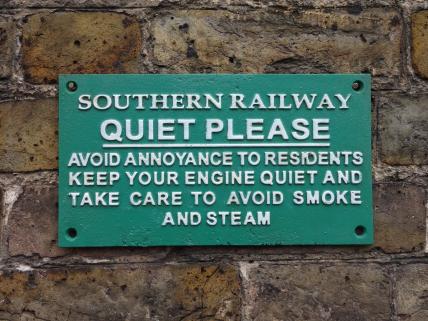 SOUTHERN RAILWAY
QUIET PLEASE
AVOID ANNOYANCE TO RESIDENTS
KEEP YOUR ENGINE QUIET AND
TAKE CARE TO AVOID SMOKE
AND STEAM